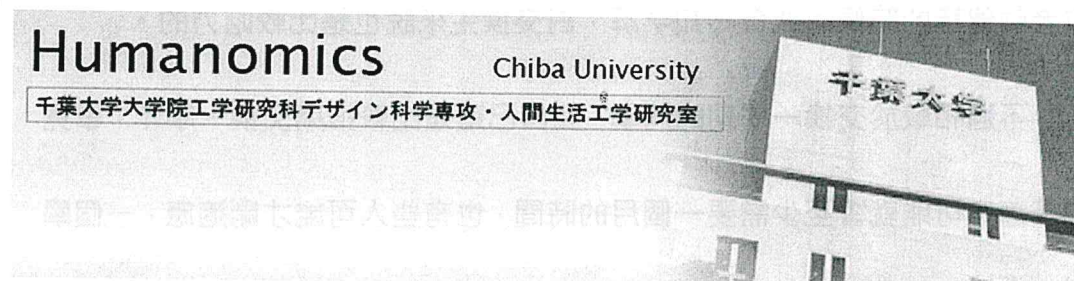 Humanomics
Chiba University
千葉大学大学院工学研究科デザイン科学専攻・人間生活工学研究室
千葉大学